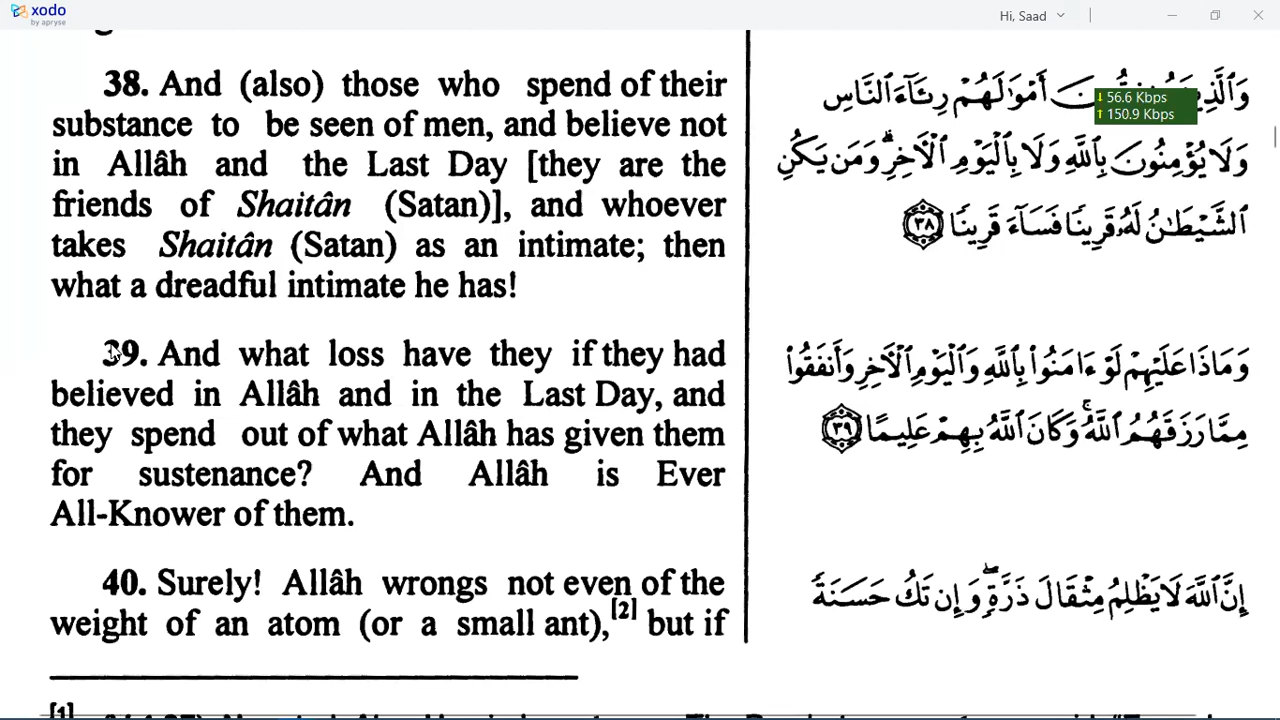 xodo
by apryse
Hi, Saad
38. And (also) those who spend of their
substance to be seen of men, and believe not
in Allâh and the Last Day [they are the
friends of Shaitân (Satan)], and whoever
takes Shaitân (Satan) as an intimate; then
what a dreadful intimate he has!
39. And what loss have they if they had
believed in Allâh and in the Last Day, and
they spend out of what Allâh has given them
for sustenance? And Allâh is Ever
All-Knower of them.
40. Surely! Allâh wrongs not even of the
weight of an atom (or a small ant),[2] but if
أَمْوَٰلَهُمْ رِئَآءَ ٱلنَّاسِ
↓ 56.6 Kbps
↑ 150.9 Kbps
وَلَا يُؤْمِنُونَ بِٱللَّهِ وَلَا بِٱلْيَوْمِ ٱلْأَخِرِ ۗ وَمَن يَكُنِ
ٱلشَّيْطَٰنُ لَهُۥ قَرِينًا فَسَآءَ قَرِينًا ٣٨
وَمَاذَا عَلَيْهِمْ لَوْ ءَامَنُوا۟ بِٱللَّهِ وَٱلْيَوْمِ ٱلْأَخِرِ وَأَنفَقُوا۟
مِمَّا رَزَقَهُمُ ٱللَّهُ ۚ وَكَانَ ٱللَّهُ بِهِمْ عَلِيمًا ٣٩
إِنَّ ٱللَّهَ لَا يَظْلِمُ مِثْقَالَ ذَرَّةٍ ۖ وَإِن تَكُ حَسَنَةً
[1]